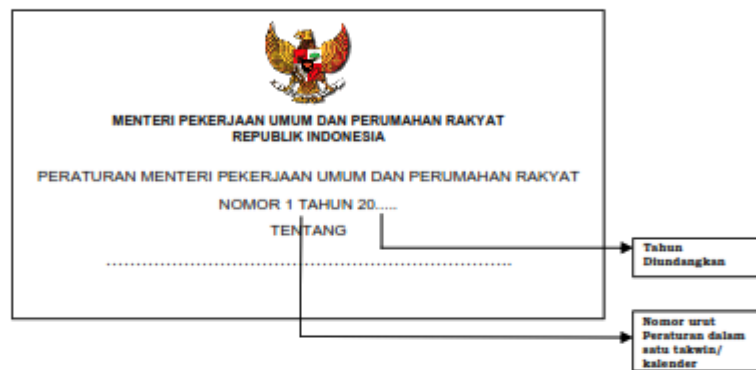 MENTERI PEKERJAAN UMUM DAN PERUMAHAN RAKYAT
REPUBLIK INDONESIA
PERATURAN MENTERI PEKERJAAN UMUM DAN PERUMAHAN RAKYAT
NOMOR 1 TAHUN 20.....
TENTANG
....................................................................................
Tahun
Diundangkan
Nomor urut
Peraturan dalam
satu takwin/
kalender